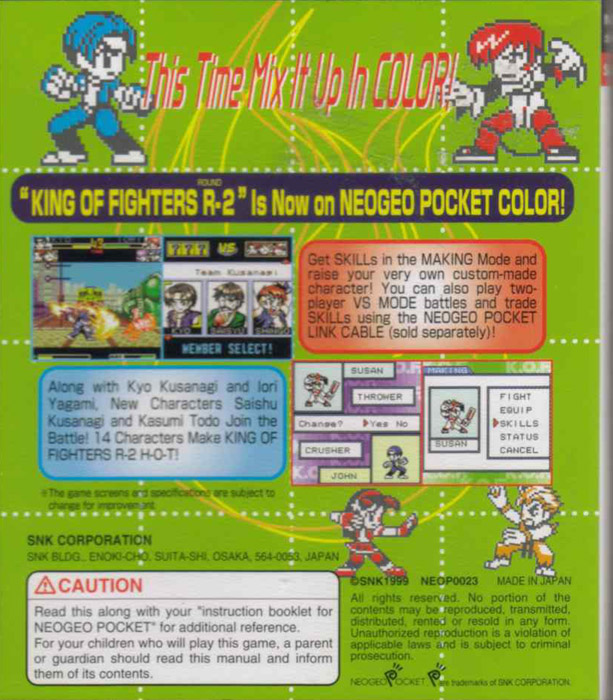 This Time Mix It Up In COLOR!
ROUND
"KING OF FIGHTERS R-2" Is Now on NEOGEO POCKET COLOR!
KYO
??? VS
Team Kusanagi
KYO SHINGO
MEMBER SELECT!
Get SKILLs in the MAKING Mode and
raise your very own custom-made
character! You can also play two-
player VS MODE battles and trade
SKILLs using the NEOGEO POCKET
LINK CABLE (sold separately)!
Along with Kyo Kusanagi and Iori
Yagami, New Characters Saishu
Kusanagi and Kasumi Todo Join the
Battle! 14 Characters Make KING OF
FIGHTERS R-2 H-O-T!
SUSAN
THROWER
Change? Yes No
CRUSHER
JOHN
MAKING
SUSAN
FIGHT
EQUIP
SKILLS
STATUS
CANCEL
※The game screens and specifications are subject to
change for improvement
SNK CORPORATION
SNK BLDG., ENOKI-CHO, SUITA-SHI, OSAKA, 564-0053, JAPAN
CAUTION
Read this along with your "instruction booklet for
NEOGEO POCKET" for additional reference.
For your children who will play this game, a parent
or guardian should read this manual and inform
them of its contents.
©SNK1999 NEOP0023 MADE IN JAPAN
All rights reserved. No portion of the
contents may be reproduced, transmitted,
distributed, rented or resold in any form.
Unauthorized reproduction is a violation of
applicable laws and is subject to criminal
prosecution.
NEOGEO POCKET P are trademarks of SNK CORPORATION.